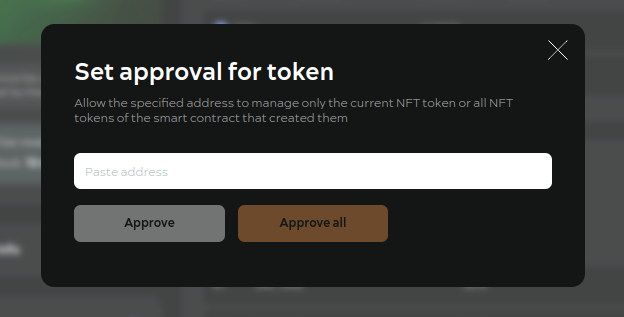 Set approval for token
Allow the specified address to manage only the current NFT token or all NFT
tokens of the smart contract that created them
Paste address
Approve
Approve all